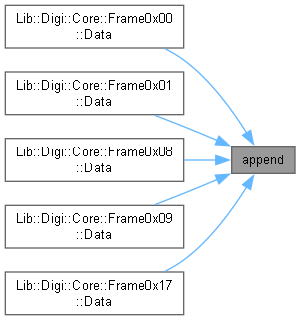 Lib::Digi::Core::Frame0x00
::Data
Lib::Digi::Core::Frame0x01
::Data
Lib::Digi::Core::Frame0x08
::Data
append
Lib::Digi::Core::Frame0x09
::Data
Lib::Digi::Core::Frame0x17
::Data